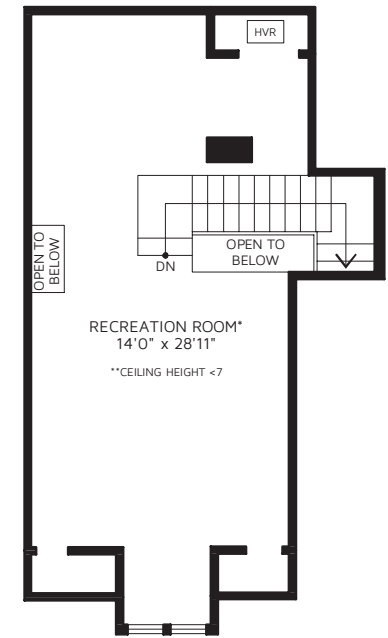 HVR
OPEN TO
BELOW
OPEN TO
BELOW
DN
RECREATION ROOM*
14'0" x 28'11"
**CEILING HEIGHT <7